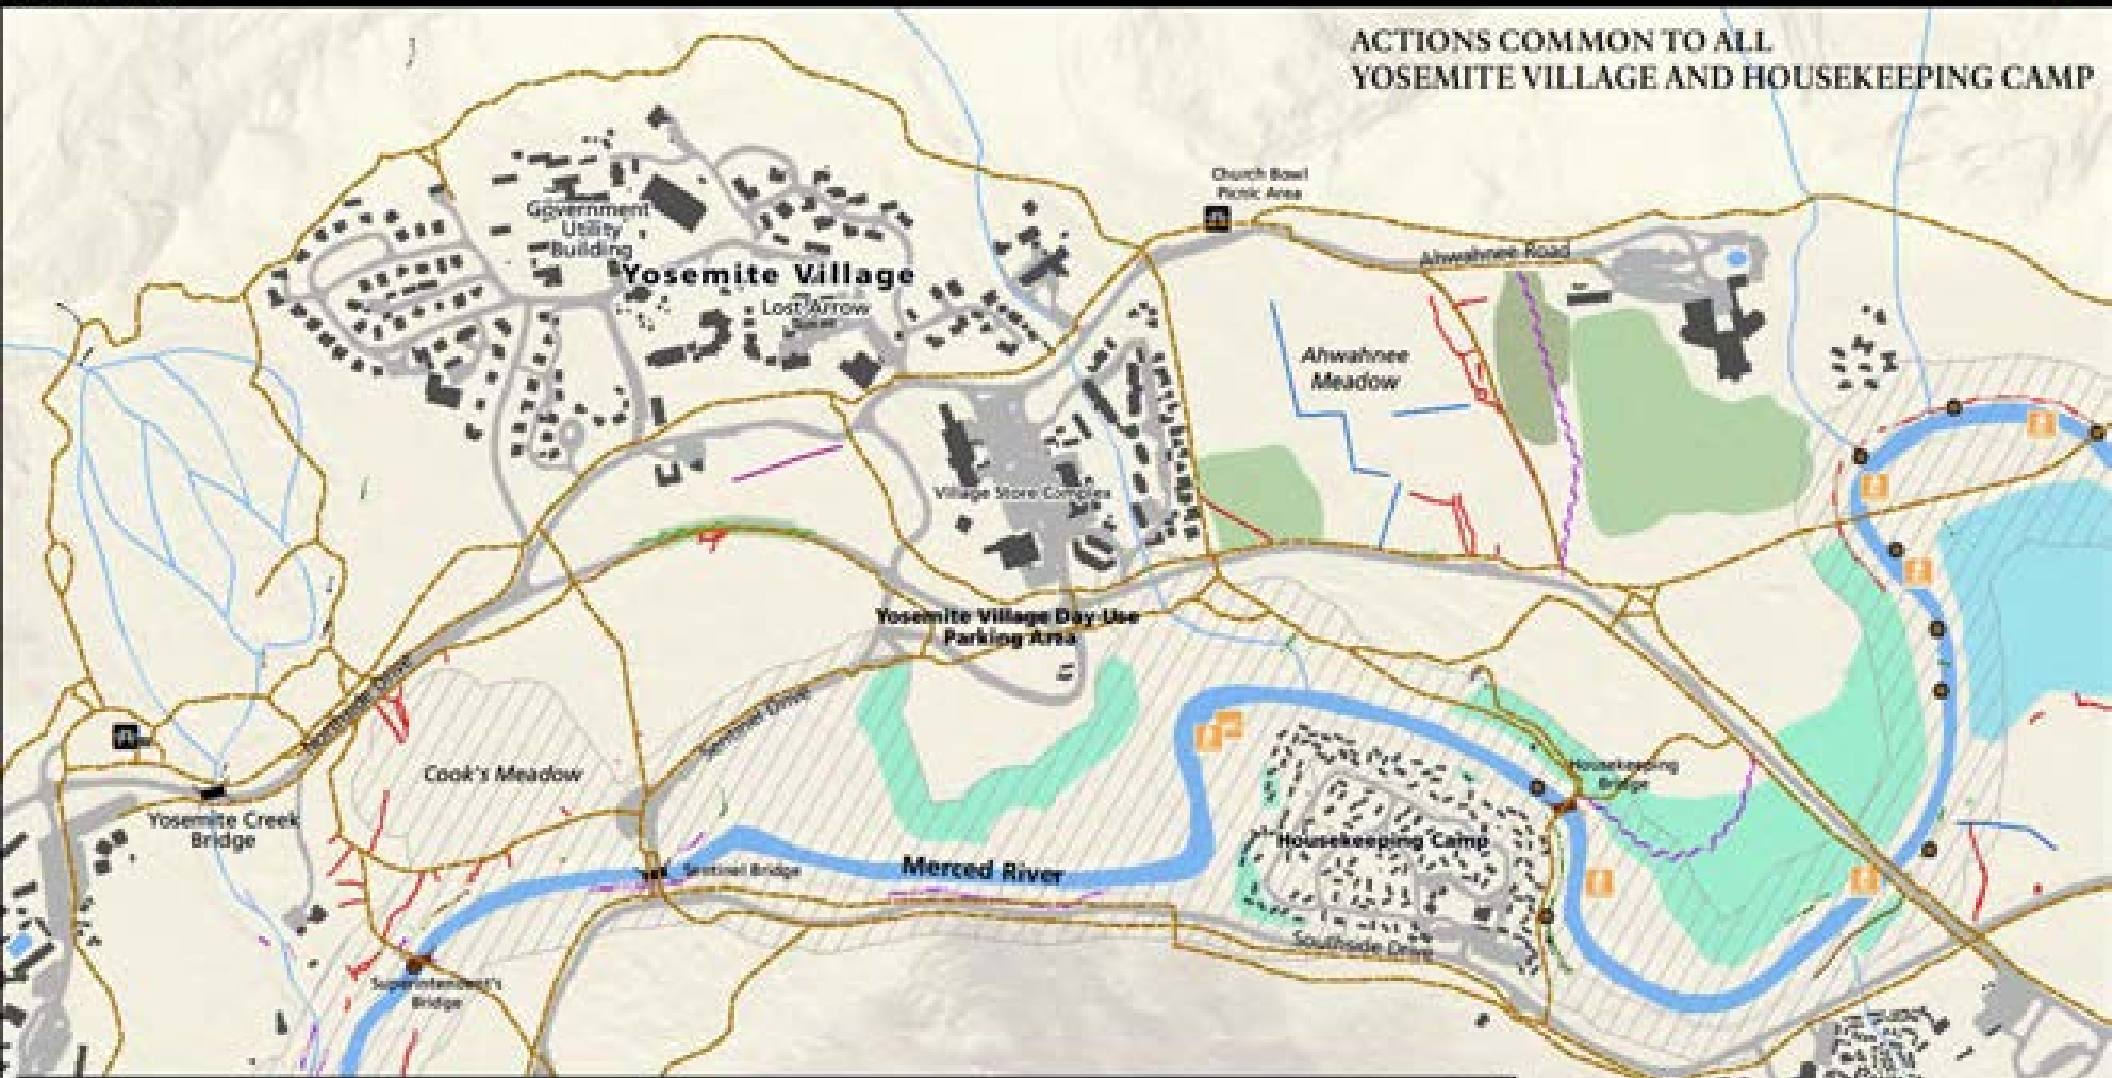 ACTIONS COMMON TO ALL
YOSEMITE VILLAGE AND HOUSEKEEPING CAMP
Church Bowl
Picnic Area
Government
Utility
Building
Ahwahnee Road
Yosemite Village
Lost Arrow
Ahwahnee
Meadow
Village Store Complex
Yosemite Village Day Use
Parking Area
Northside Drive
Sentinel Drive
Cook's Meadow
Housekeeping
Bridge
Yosemite Creek
Bridge
Housekeeping Camp
Sentinel Bridge
Merced River
Southside Drive
Superintendent's
Bridge